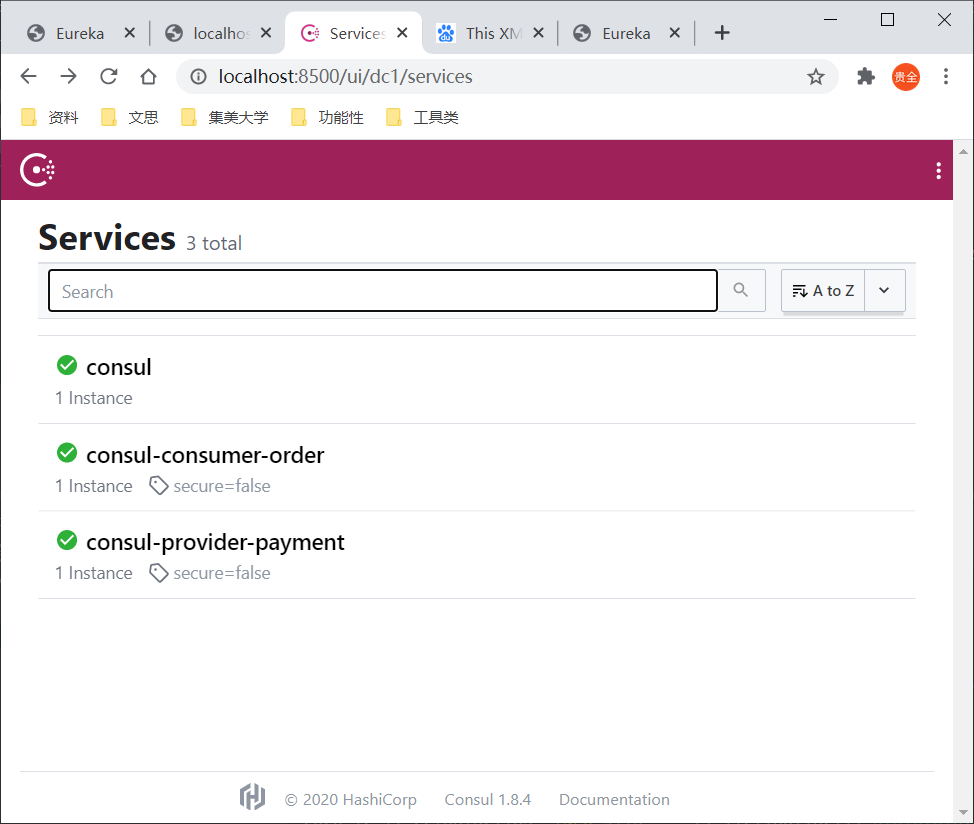 Eureka localhos Services This XM Eureka
localhost:8500/ui/dc1/services 贵全
资料 文思 集美大学 功能性 工具类
Services 3 total
Search A to Z
consul
1 Instance
consul-consumer-order
1 Instance secure=false
consul-provider-payment
1 Instance secure=false
© 2020 HashiCorp Consul 1.8.4 Documentation